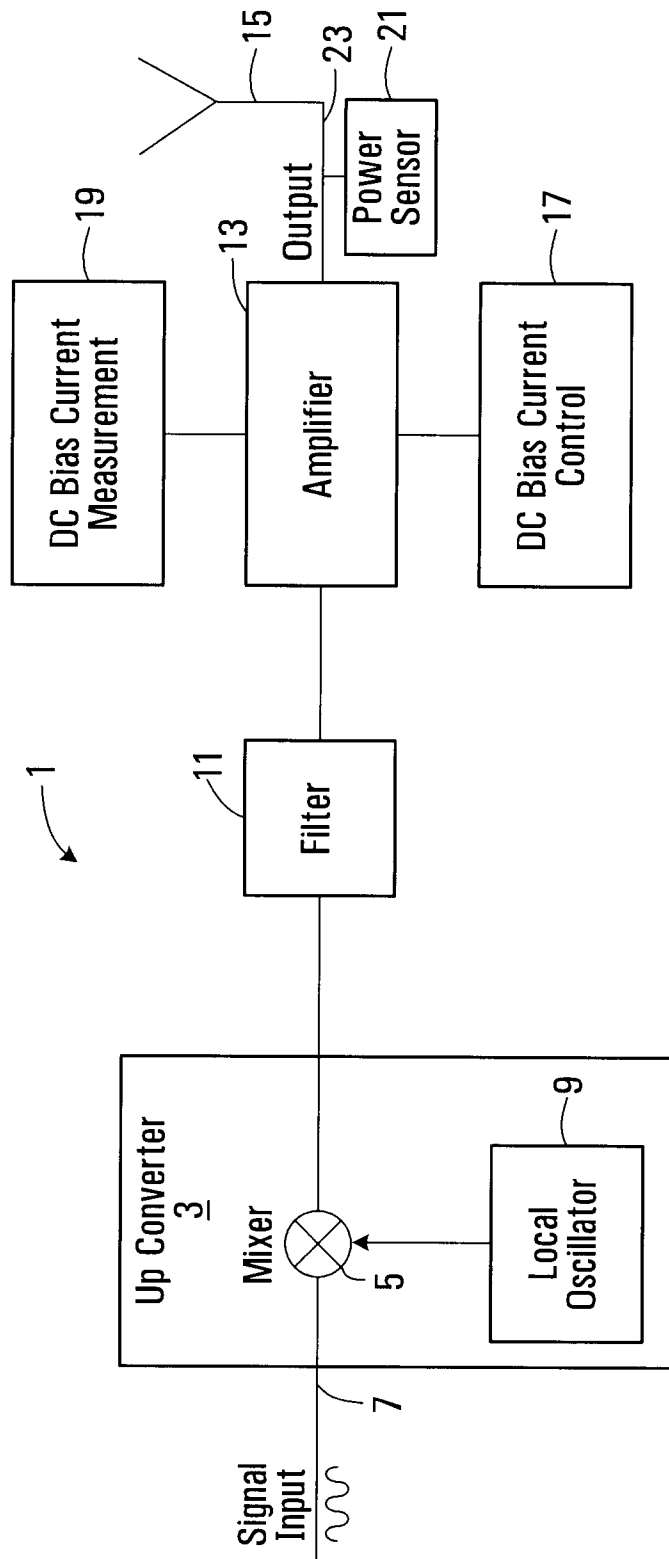 1
Signal
Input
7
Up Converter
3
Mixer
5
Local
Oscillator
9
Filter
11
Amplifier
13
DC Bias Current
Measurement
19
DC Bias Current
Control
17
Output
23
15
Power
Sensor
21